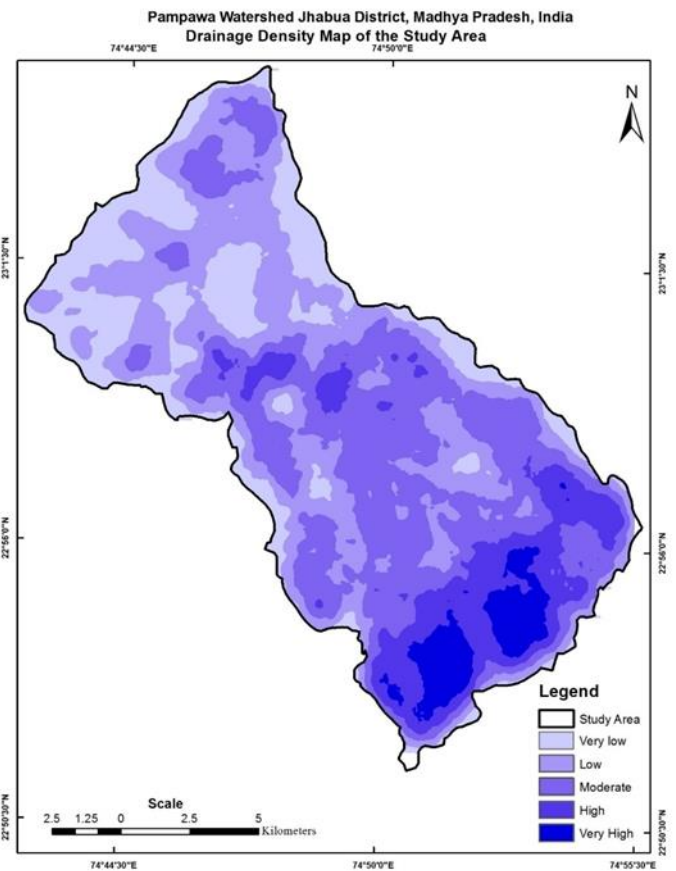 Pampawa Watershed Jhabua District, Madhya Pradesh, India
Drainage Density Map of the Study Area
74°44'30"E 74°50'0"E
N
23°1'30"N 23°1'30"N
22°56'0"N 22°56'0"N
Legend
Study Area
Very low
Low
Moderate
High
Very High
Scale
2.5 1.25 0 2.5 5
Kilometers
22°50'30"N 22°50'30"N
74°44'30"E 74°50'0"E 74°55'30"E